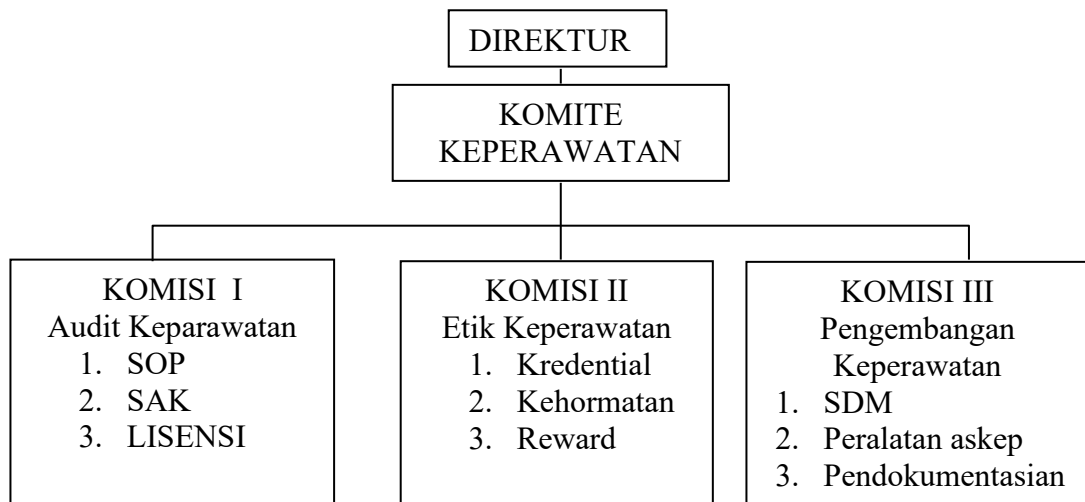 DIREKTUR
KOMITE
KEPERAWATAN
KOMISI I
Audit Keparawatan
1. SOP
2. SAK
3. LISENSI
KOMISI II
Etik Keperawatan
1. Kredential
2. Kehormatan
3. Reward
KOMISI III
Pengembangan
Keperawatan
1. SDM
2. Peralatan askep
3. Pendokumentasian